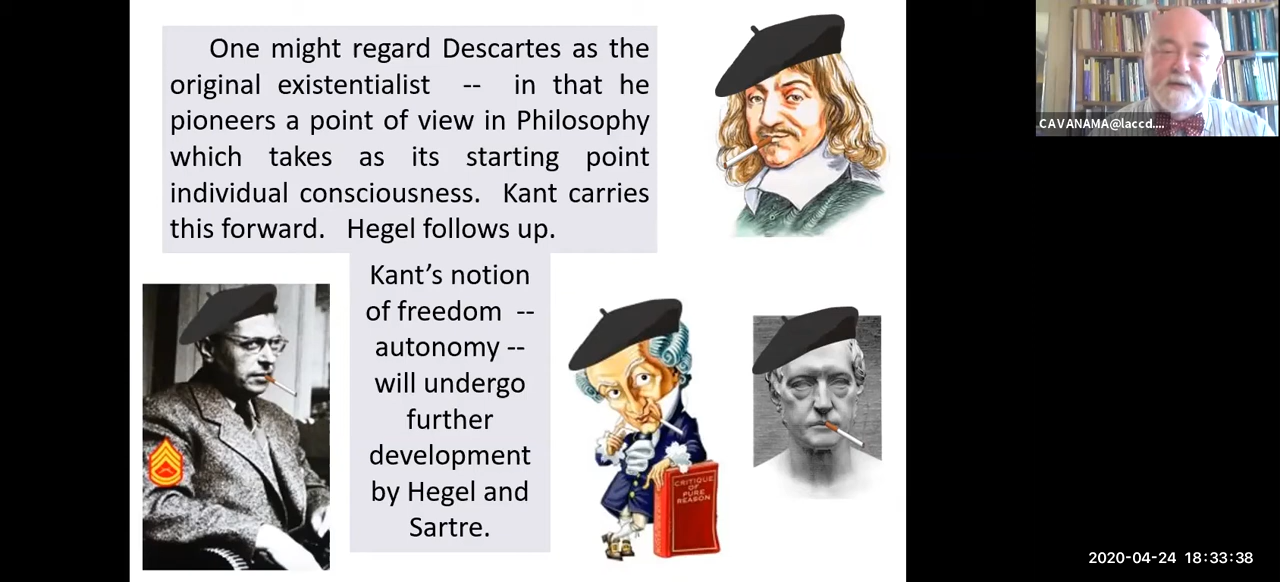 One might regard Descartes as the
original existentialist -- in that he
pioneers a point of view in Philosophy
which takes as its starting point
individual consciousness. Kant carries
this forward. Hegel follows up.
Kant’s notion
of freedom --
autonomy --
will undergo
further
development
by Hegel and
Sartre.
CRITIQUE
OF
PURE
REASON
CAVANAMA@laccd....
2020-04-24 18:33:38